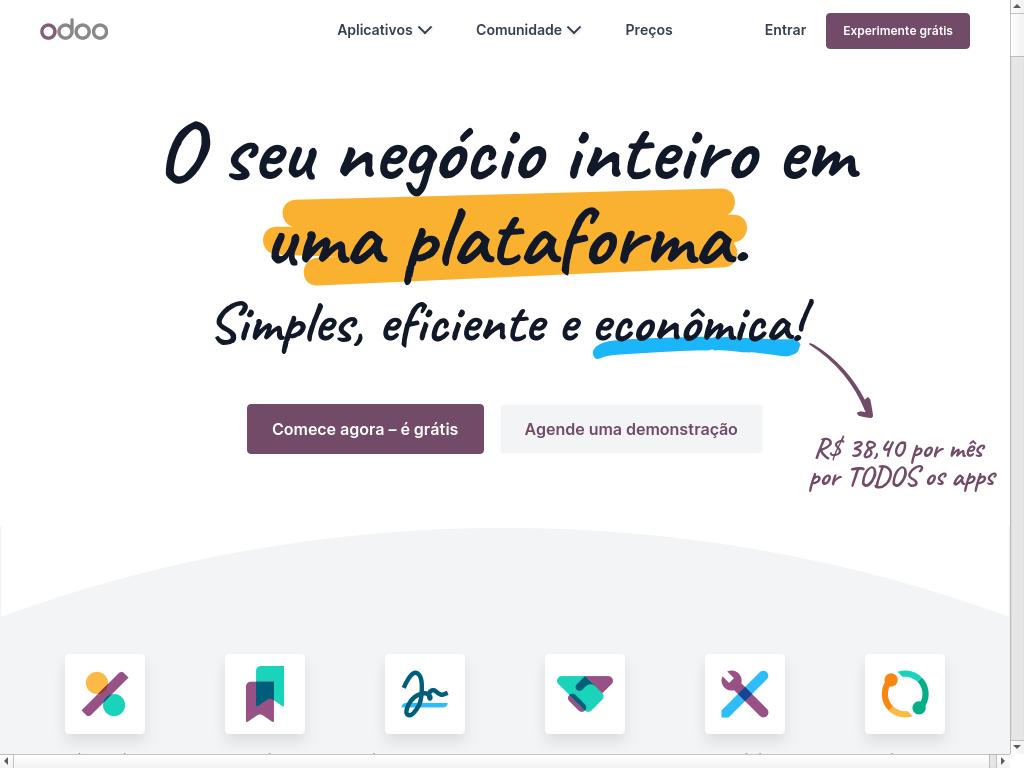 odoo
Aplicativos
Comunidade
Preços
Entrar
Experimente grátis
O seu negócio inteiro em
uma plataforma.
Simples, eficiente e econômica!
Comece agora – é grátis
Agende uma demonstração
R$ 38,40 por mês
por TODOS os apps